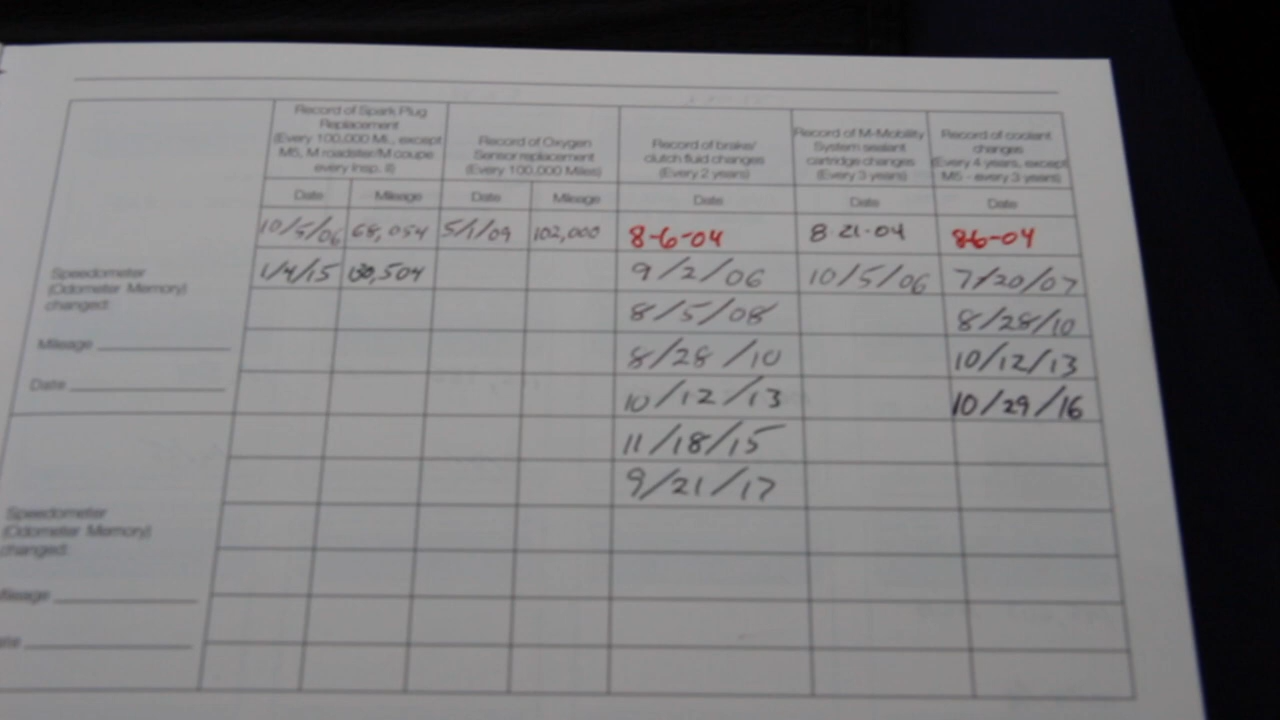 Record of Spark Plug
Replacement
(Every 100,000 Mi., except
M5, M roadster/M coupe
every Insp. II)
Record of Oxygen
Sensor replacement
(Every 100,000 Miles)
Record of brake/
clutch fluid changes
(Every 2 years)
Record of M-Mobility
System sealant
cartridge changes
(Every 3 years)
Record of coolant
changes
(Every 4 years, except
M5 - every 3 years)
Date Mileage Date Mileage Date Date Date
10/5/06 68,054 5/1/09 102,000 8-6-04 8-21-04 8-6-04
1/4/15 130,504 9/2/06 10/5/06 7/20/07
8/5/08 8/28/10
8/28/10 10/12/13
10/12/13 10/29/16
11/18/15
9/21/17
Speedometer
(Odometer Memory)
changed:
Mileage
Date
Speedometer
(Odometer Memory)
changed:
Mileage
ate